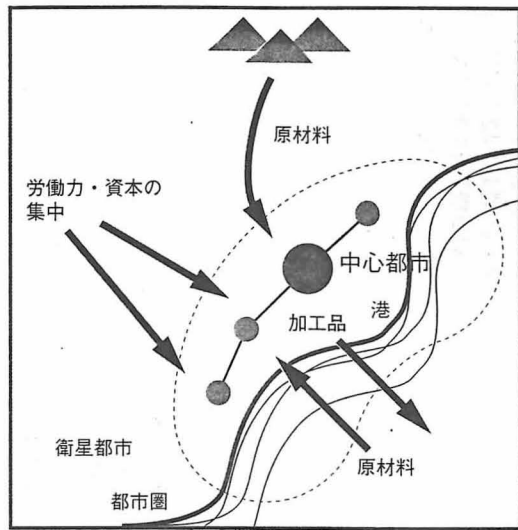 原材料
労働力・資本の
集中
中心都市
港
加工品
衛星都市
原材料
都市圏